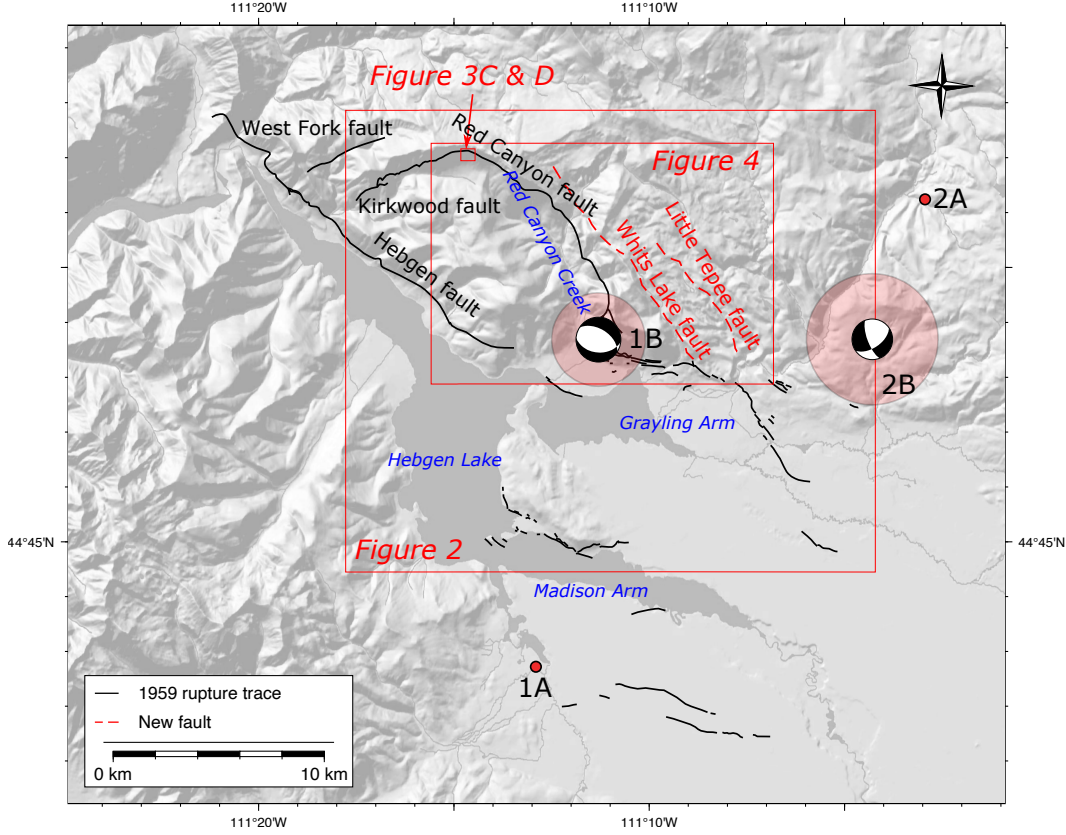 111°20'W
111°10'W
Figure 3C & D
West Fork fault
Red Canyon fault
Figure 4
2A
Kirkwood fault
Red Canyon Creek
Little Tepee fault
Whits Lake fault
Hebgen fault
1B
2B
Grayling Arm
Hebgen Lake
44°45'N
44°45'N
Figure 2
Madison Arm
1A
1959 rupture trace
New fault
0 km
10 km
111°20'W
111°10'W